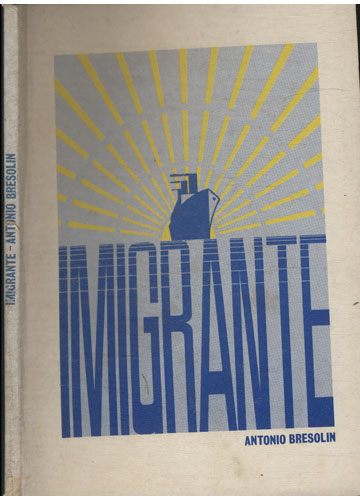 IMIGRANTE - ANTONIO BRESOLIN
IMIGRANTE
ANTONIO BRESOLIN